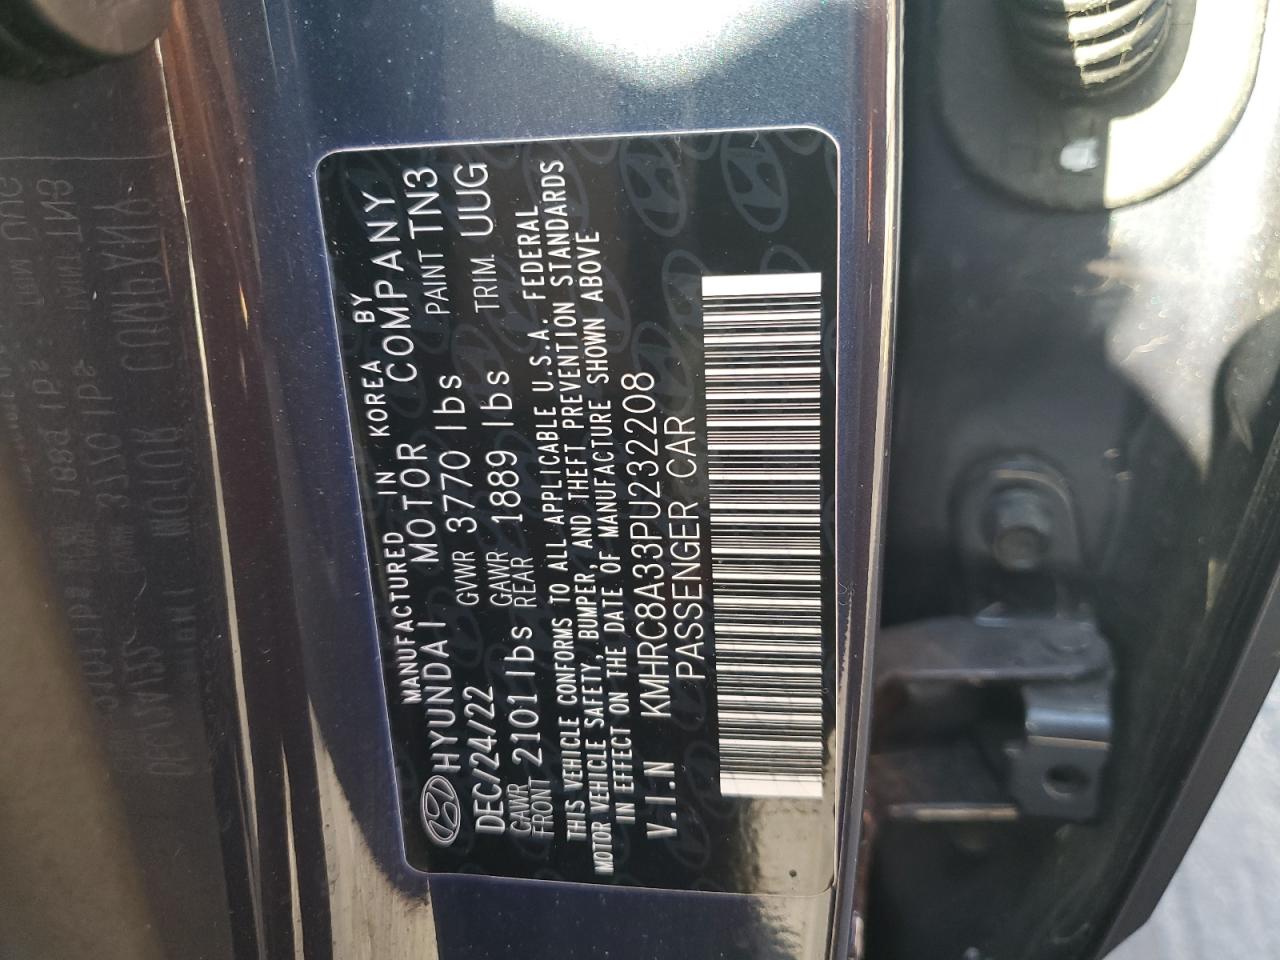 MANUFACTURED IN KOREA BY
HYUNDAI MOTOR COMPANY
DEC/24/22 GVWR 3770 lbs PAINT TN3
GAWR FRONT 2101 lbs GAWR REAR 1889 lbs TRIM. UUG
THIS VEHICLE CONFORMS TO ALL APPLICABLE U.S.A. FEDERAL
MOTOR VEHICLE SAFETY, BUMPER, AND THEFT PREVENTION STANDARDS
IN EFFECT ON THE DATE OF MANUFACTURE SHOWN ABOVE
V.I.N KMHRC8A33PU232208
PASSENGER CAR